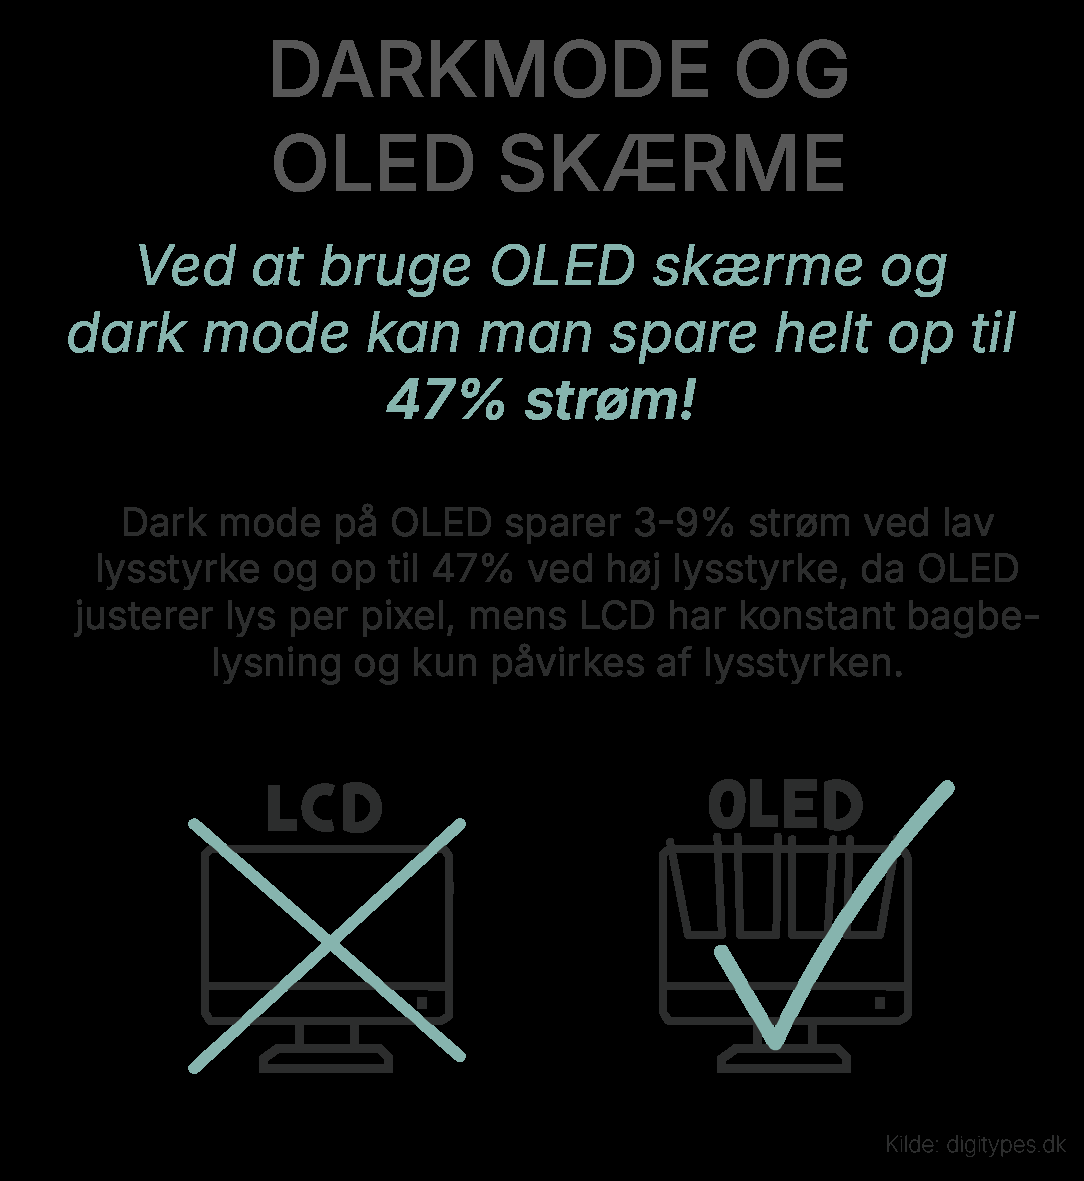 DARKMODE OG
OLED SKÆRME
Ved at bruge OLED skærme og
dark mode kan man spare helt op til
47% strøm!
Dark mode på OLED sparer 3-9% strøm ved lav
lysstyrke og op til 47% ved høj lysstyrke, da OLED
justerer lys per pixel, mens LCD har konstant bagbe-
lysning og kun påvirkes af lysstyrken.
LCD
OLED
Kilde: digitypes.dk